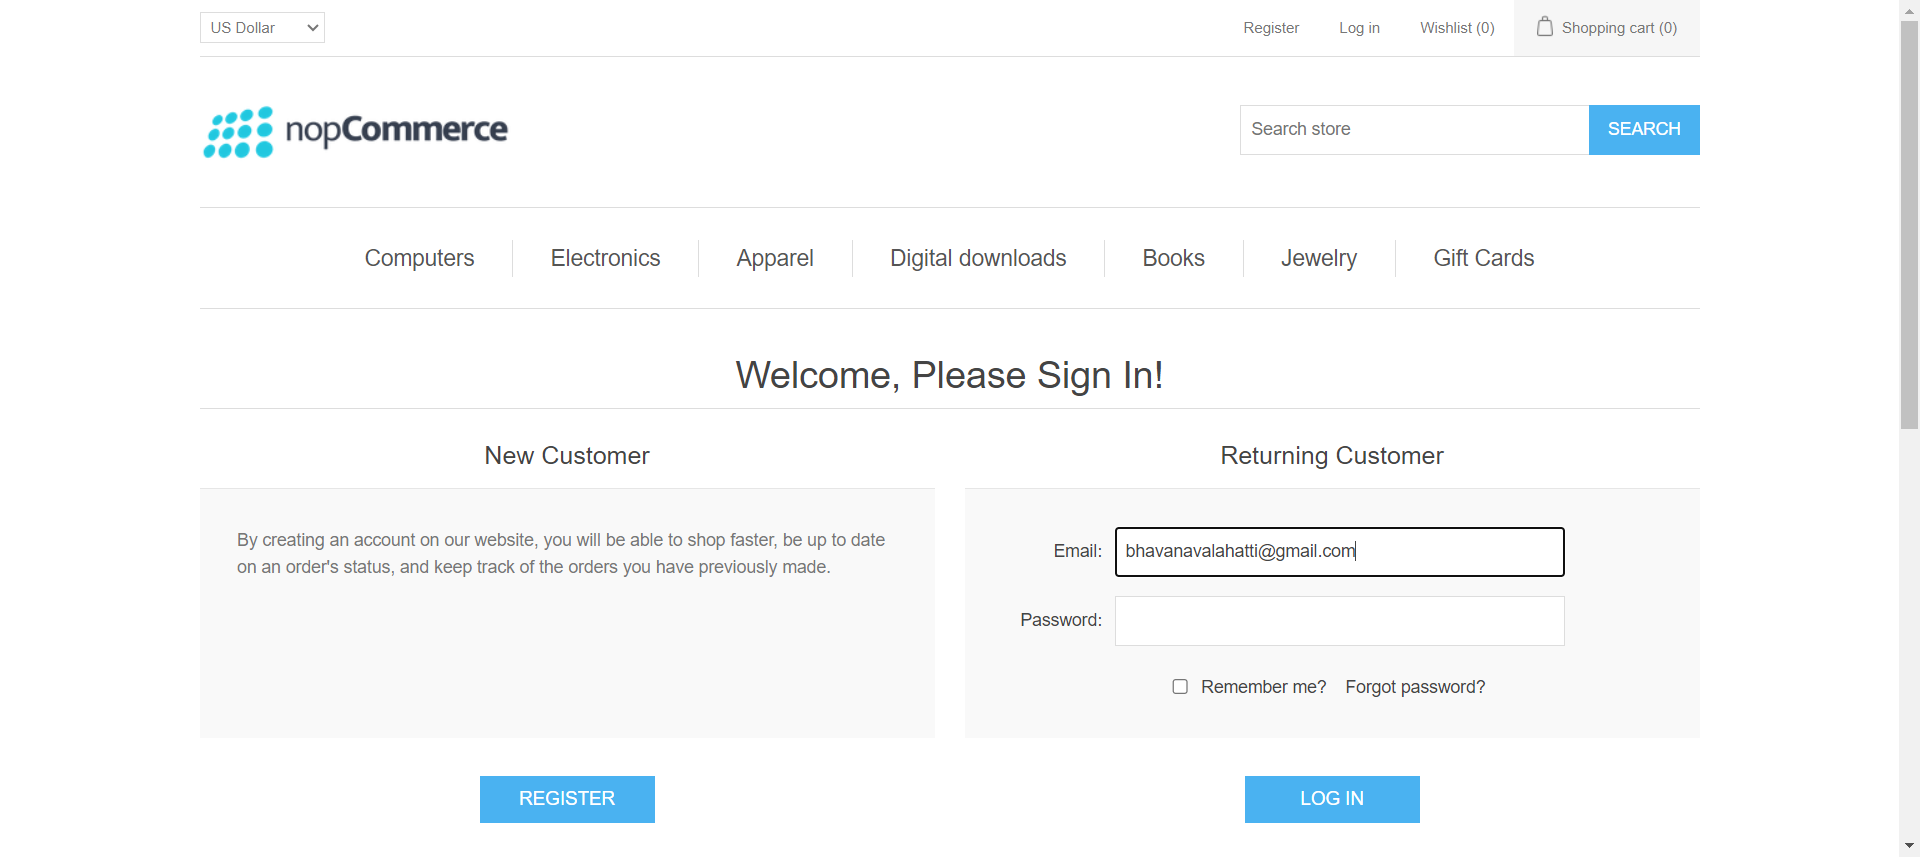 US Dollar
Register
Log in
Wishlist (0)
Shopping cart (0)
nopCommerce
Search store
SEARCH
Computers
Electronics
Apparel
Digital downloads
Books
Jewelry
Gift Cards
Welcome, Please Sign In!
New Customer
By creating an account on our website, you will be able to shop faster, be up to date
on an order's status, and keep track of the orders you have previously made.
REGISTER
Returning Customer
Email: bhavanavalahatti@gmail.com
Password:
Remember me? Forgot password?
LOG IN